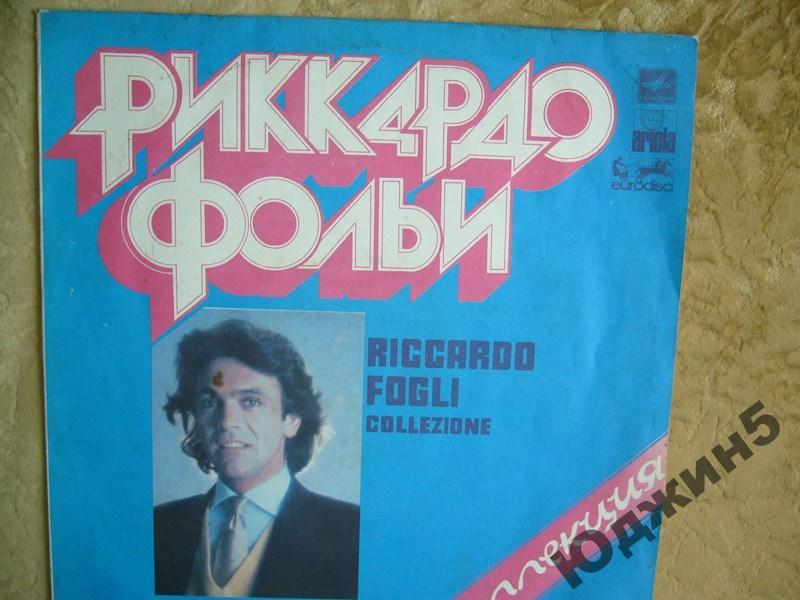 РИККАРДО
ФОЛЬИ
ariola
eurodisc
RICCARDO
FOGLI
COLLEZIONE
ллекция
Юджин5